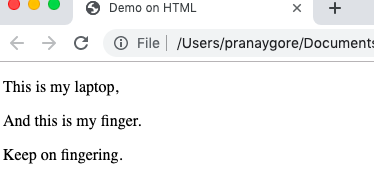 Demo on HTML
File | /Users/pranaygore/Documents
This is my laptop,
And this is my finger.
Keep on fingering.